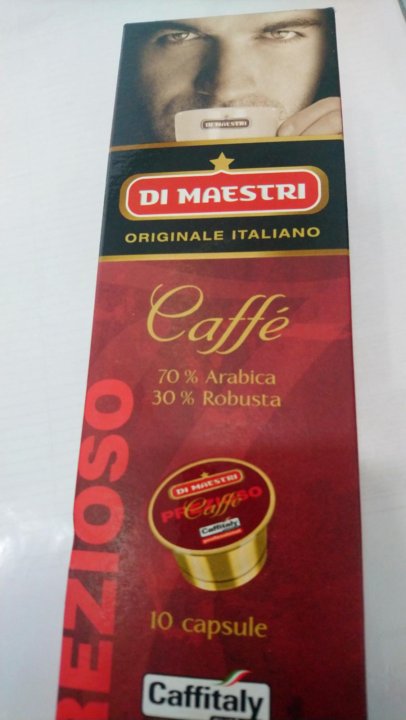 DI MAESTRI
DI MAESTRI
ORIGINALE ITALIANO
Caffé
70 % Arabica
30 % Robusta
DI MAESTRI
PREZIOSO
Caffé
Caffitaly
10 capsule
REZIOSO
Caffitaly